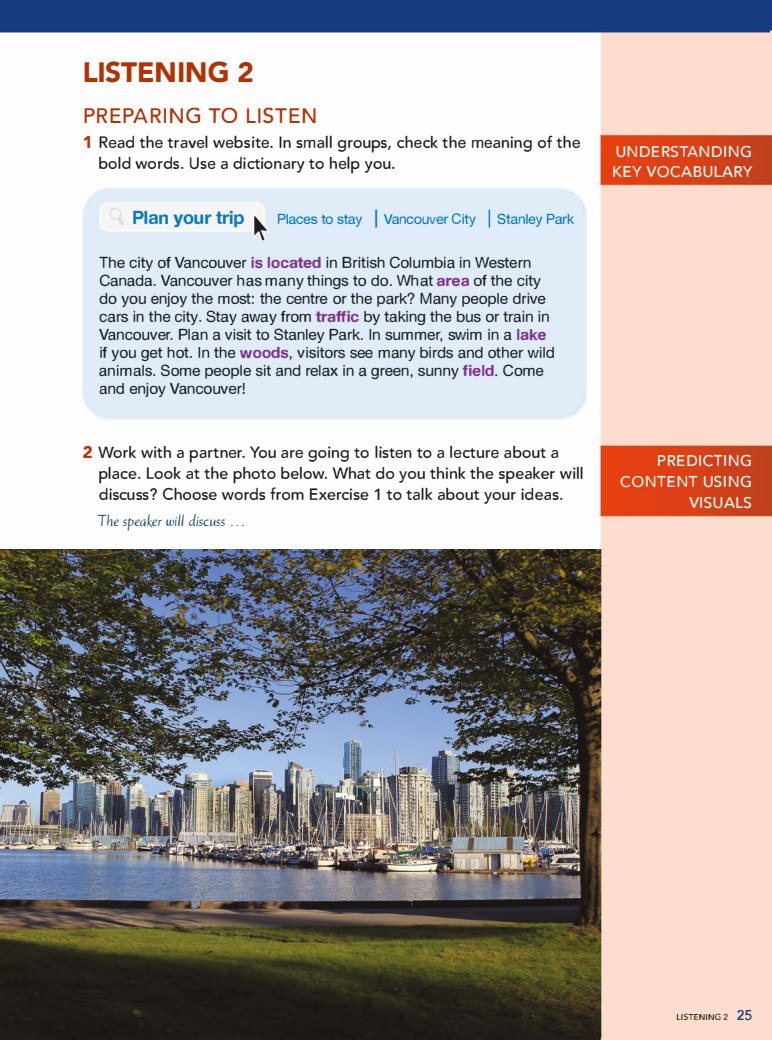 LISTENING 2
PREPARING TO LISTEN
1 Read the travel website. In small groups, check the meaning of the
bold words. Use a dictionary to help you.
UNDERSTANDING
KEY VOCABULARY
Plan your trip Places to stay | Vancouver City | Stanley Park
The city of Vancouver is located in British Columbia in Western
Canada. Vancouver has many things to do. What area of the city
do you enjoy the most: the centre or the park? Many people drive
cars in the city. Stay away from traffic by taking the bus or train in
Vancouver. Plan a visit to Stanley Park. In summer, swim in a lake
if you get hot. In the woods, visitors see many birds and other wild
animals. Some people sit and relax in a green, sunny field. Come
and enjoy Vancouver!
2 Work with a partner. You are going to listen to a lecture about a
place. Look at the photo below. What do you think the speaker will
discuss? Choose words from Exercise 1 to talk about your ideas.
The speaker will discuss ...
PREDICTING
CONTENT USING
VISUALS
LISTENING 2 25